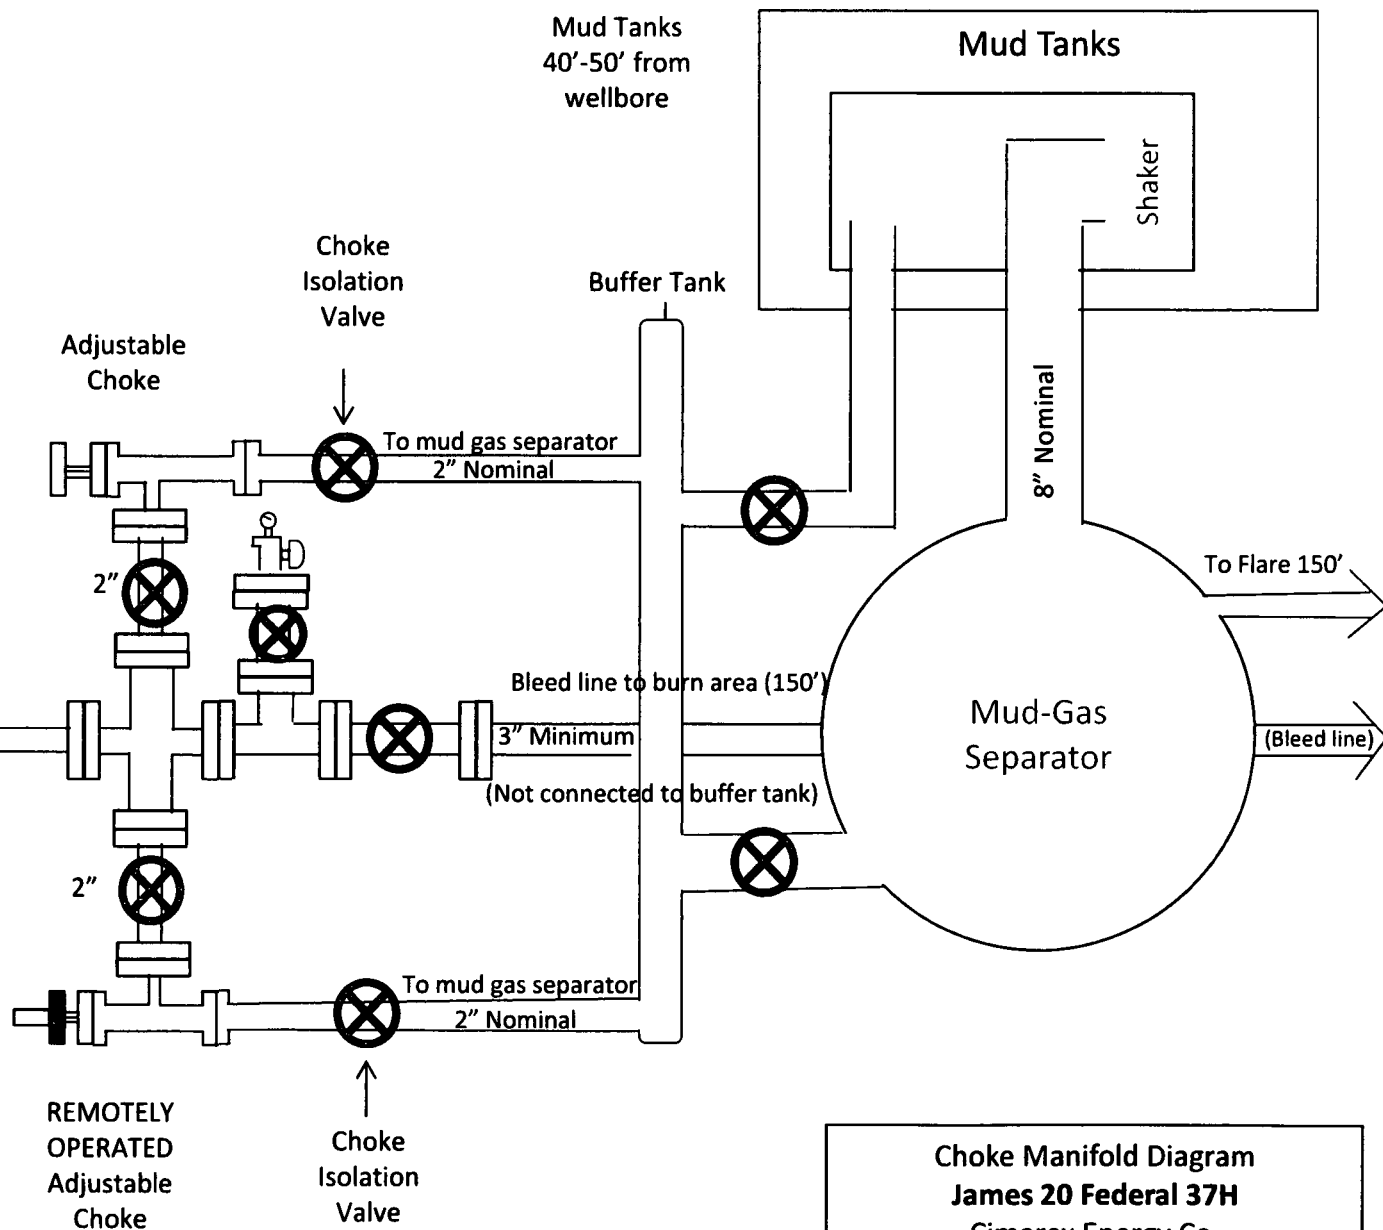 Mud Tanks
40’-50’ from
wellbore
Mud Tanks
Shaker
Choke
Isolation
Valve
Buffer Tank
Adjustable
Choke
8” Nominal
To mud gas separator
2” Nominal
2”
To Flare 150’
Bleed line to burn area (150’)
3” Minimum
(Not connected to buffer tank)
Mud-Gas
Separator
(Bleed line)
2”
To mud gas separator
2” Nominal
REMOTELY
OPERATED
Adjustable
Choke
Choke
Isolation
Valve
Choke Manifold Diagram
James 20 Federal 37H
Cimarex Energy Co.